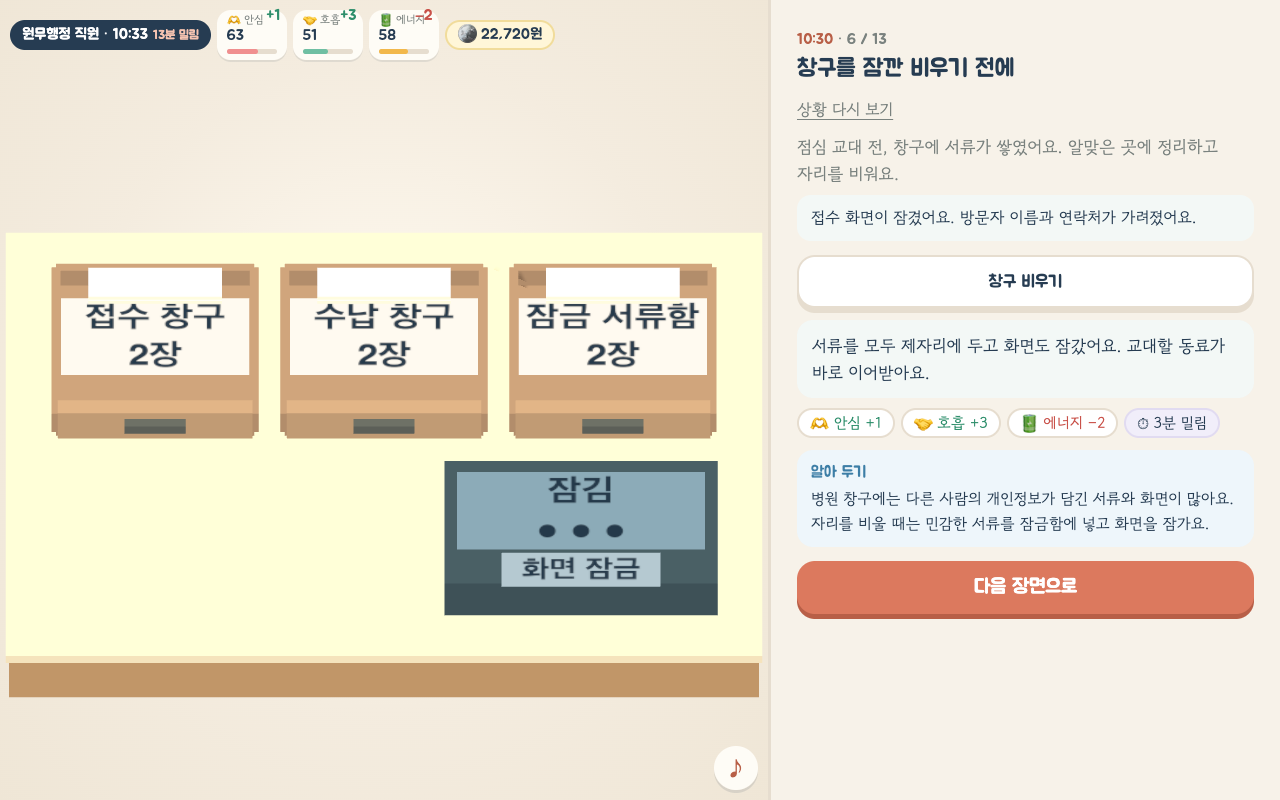 원무행정 직원 · 10:33 13분 밀림
안심 +1
63
호흡 +3
51
에너지 -2
58
22,720원
접수 창구
2장
수납 창구
2장
잠금 서류함
2장
잠김
화면 잠금
10:30 · 6 / 13
창구를 잠깐 비우기 전에
상황 다시 보기
점심 교대 전, 창구에 서류가 쌓였어요. 알맞은 곳에 정리하고
자리를 비워요.
접수 화면이 잠겼어요. 방문자 이름과 연락처가 가려졌어요.
창구 비우기
서류를 모두 제자리에 두고 화면도 잠갔어요. 교대할 동료가
바로 이어받아요.
안심 +1
호흡 +3
에너지 −2
3분 밀림
알아 두기
병원 창구에는 다른 사람의 개인정보가 담긴 서류와 화면이 많아요.
자리를 비울 때는 민감한 서류를 잠금함에 넣고 화면을 잠가요.
다음 장면으로